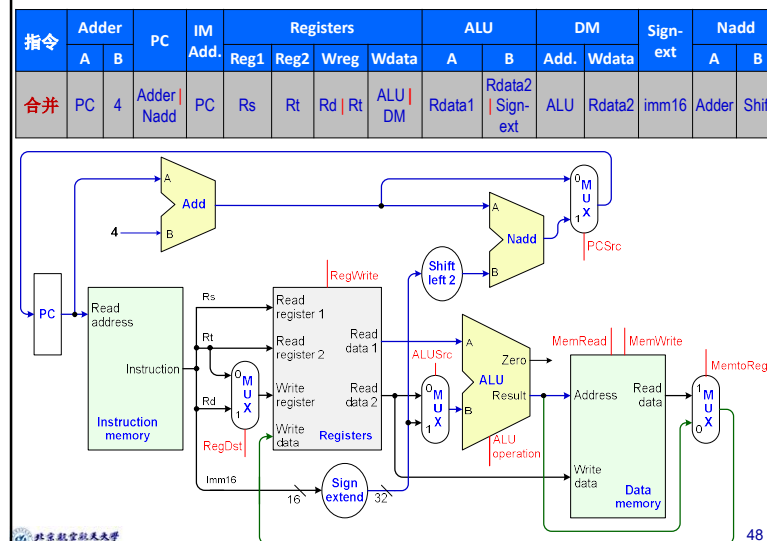 指令 Adder PC IM Add. Registers ALU DM Sign-ext Nadd
A B Reg1 Reg2 Wreg Wdata A B Add. Wdata A B
合并 PC 4 Adder | Nadd PC Rs Rt Rd | Rt ALU | DM Rdata1 Rdata2 | Sign-ext ALU Rdata2 imm16 Adder Shif
A
Add
B
4
0
MUX
1
PCSrc
A
Nadd
B
Shift left 2
PC
Read address
Instruction
Instruction memory
Rs
Rt
Rd
Imm16
0
MUX
1
RegDst
RegWrite
Read register 1
Read register 2
Write register
Write data
Read data 1
Read data 2
Registers
16
Sign extend
32
ALUSrc
0
MUX
1
A
ALU
B
Zero
Result
ALU operation
MemRead
MemWrite
Address
Read data
Write data
Data memory
MemtoReg
1
MUX
0
北京航空航天大学
48